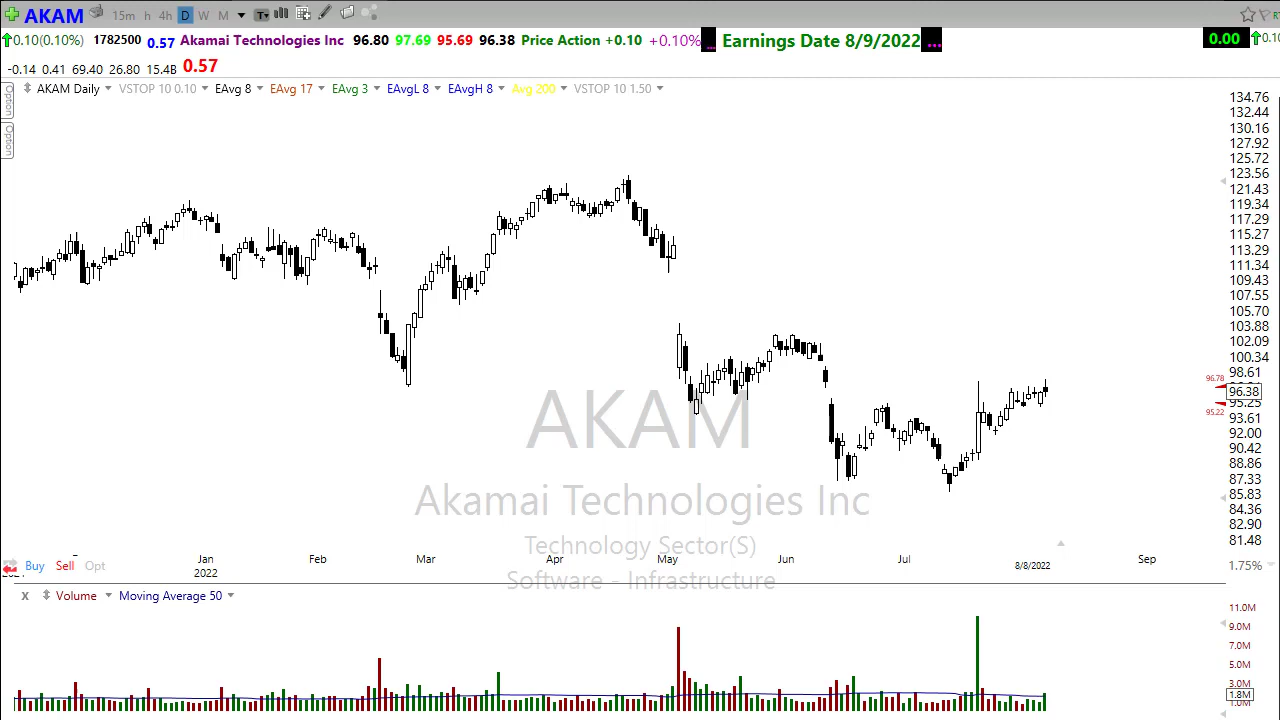 AKAM 15m h 4h D W M T
0.10(0.10%) 1782500 0.57 Akamai Technologies Inc 96.80 97.69 95.69 96.38 Price Action +0.10 +0.10% ... Earnings Date 8/9/2022 ... 0.00
-0.14 0.41 69.40 26.80 15.4B 0.57
Option
Option
AKAM Daily VSTOP 10 0.10 EAvg 8 EAvg 17 EAvg 3 EAvgL 8 EAvgH 8 Avg 200 VSTOP 10 1.50
134.76
132.44
130.16
127.92
125.72
123.56
121.43
119.34
117.29
115.27
113.29
111.34
109.43
107.55
105.70
103.88
102.09
100.34
98.61
96.78
96.38
95.25
95.22
93.61
92.00
90.42
88.86
87.33
85.83
84.36
82.90
81.48
AKAM
Akamai Technologies Inc
Technology Sector(S)
Software - Infrastructure
Jan Feb Mar Apr May Jun Jul 8/8/2022 Sep
2022
Buy Sell Opt
1.75%
X Volume Moving Average 50
11.0M
9.0M
7.0M
5.0M
3.0M
1.8M
1.0M